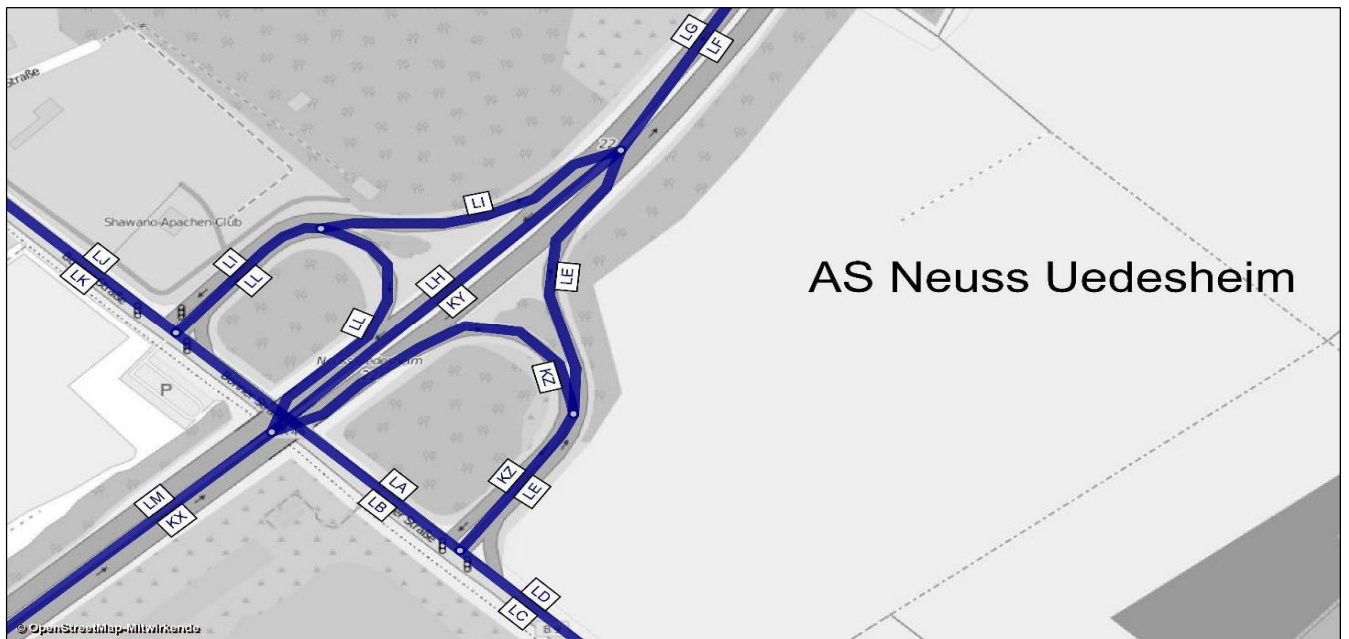 LG
LF
Straße
22
LI
Shawano-Apachen-Club
LJ
LK
LI
LL
LH
KY
LE
AS Neuss Uedesheim
LL
KZ
P
LA
LB
KZ
LE
LM
KX
LD
LC
© OpenStreetMap-Mitwirkende